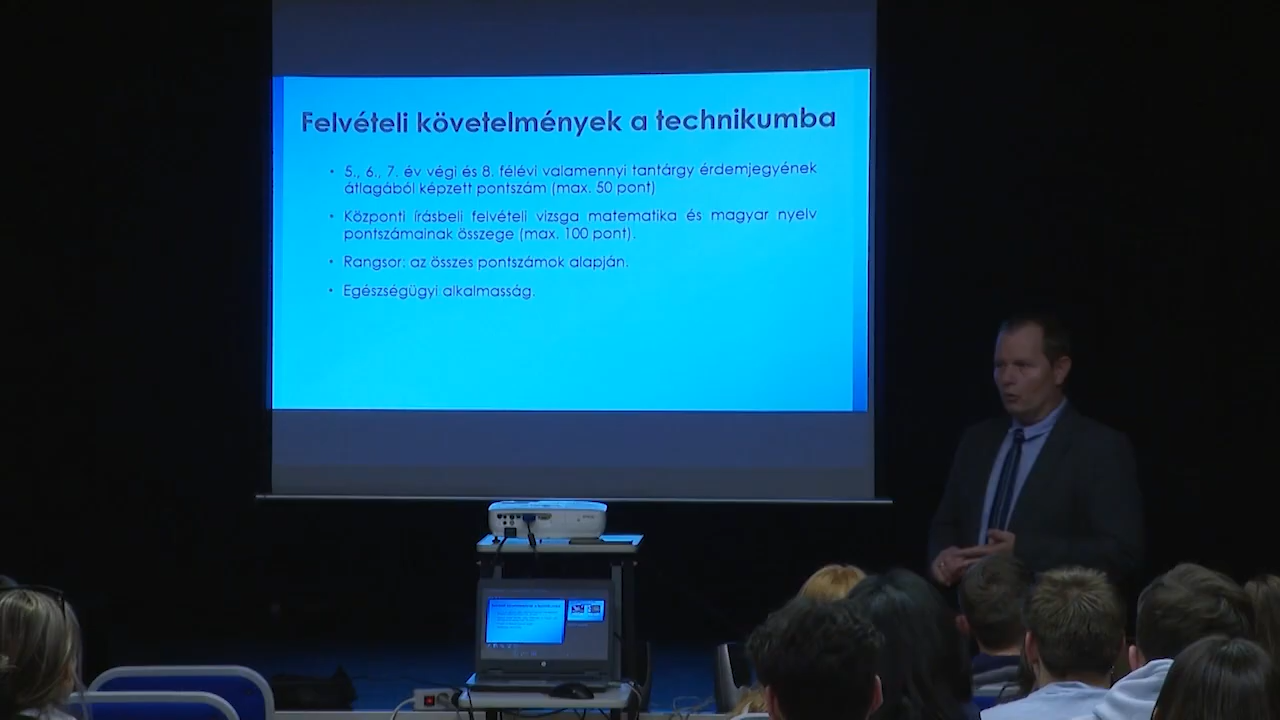 Felvételi követelmények a technikumba
• 5., 6., 7. év végi és 8. félévi valamennyi tantárgy érdemjegyének
átlagából képzett pontszám (max. 50 pont)
• Központi írásbeli felvételi vizsga matematika és magyar nyelv
pontszámainak összege (max. 100 pont).
• Rangsor: az összes pontszámok alapján.
• Egészségügyi alkalmasság.